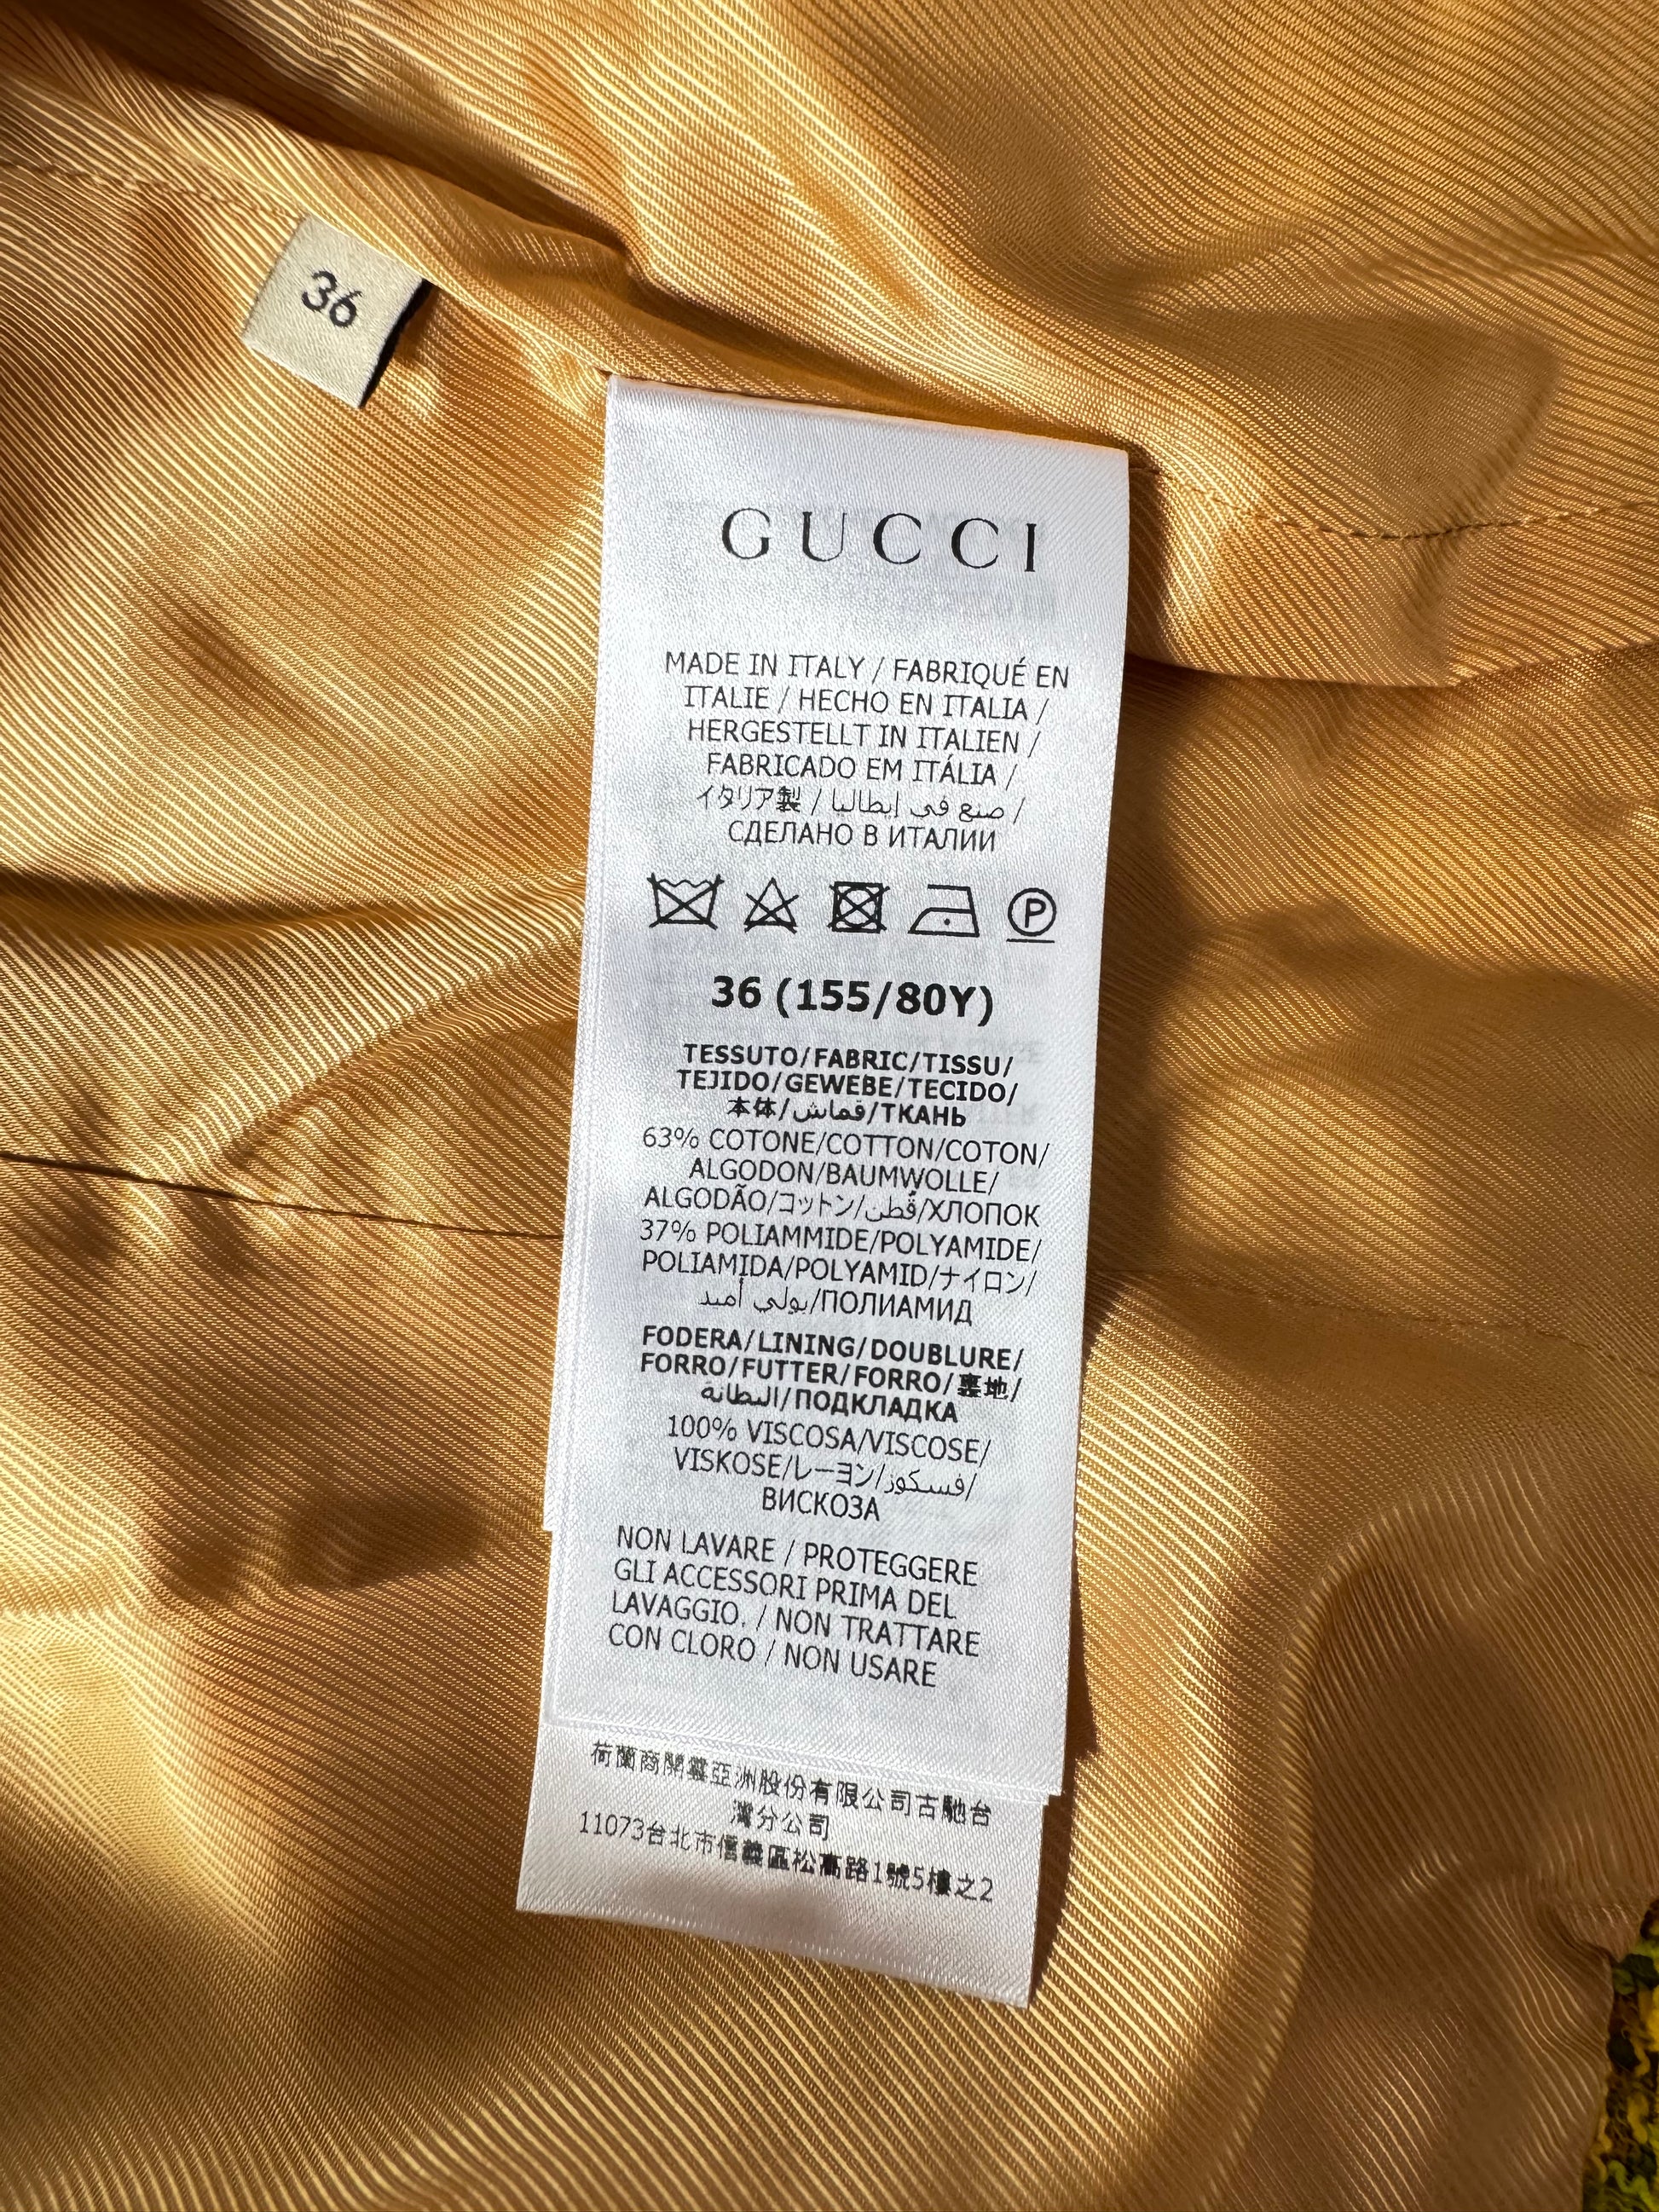 36
GUCCI
MADE IN ITALY / FABRIQUÉ EN
ITALIE / HECHO EN ITALIA /
HERGESTELLT IN ITALIEN /
FABRICADO EM ITÁLIA /
イタリア製 / صنع في إيطاليا /
СДЕЛАНО В ИТАЛИИ
P
36 (155/80Y)
TESSUTO/FABRIC/TISSU/
TEJIDO/GEWEBE/TECIDO/
本体/قماش/ТКАНЬ
63% COTONE/COTTON/COTON/
ALGODON/BAUMWOLLE/
ALGODÃO/コットン/قُطن/ХЛОПОК
37% POLIAMMIDE/POLYAMIDE/
POLIAMIDA/POLYAMID/ナイロン/
بولي أميد/ПОЛИАМИД
FODERA/LINING/DOUBLURE/
FORRO/FUTTER/FORRO/裏地/
البطانة/ПОДКЛАДКА
100% VISCOSA/VISCOSE/
VISKOSE/レーヨン/فسكوز/
ВИСКОЗА
NON LAVARE / PROTEGGERE
GLI ACCESSORI PRIMA DEL
LAVAGGIO. / NON TRATTARE
CON CLORO / NON USARE
荷蘭商開雲亞洲股份有限公司古馳台
灣分公司
11073台北市信義區松高路1號5樓之2